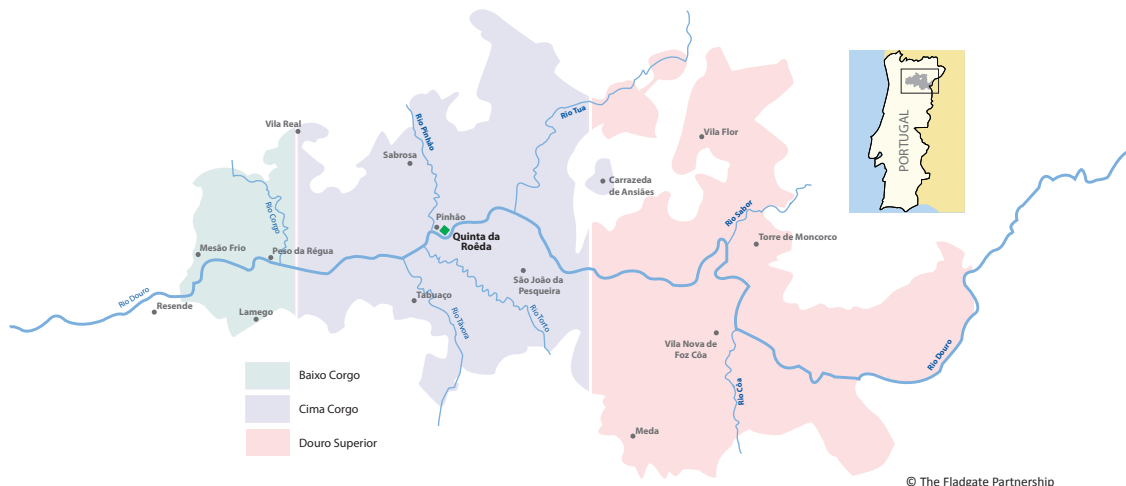 Rio Tua
Vila Real
Rio Pinhão
Vila Flor
PORTUGAL
Sabrosa
Carrazeda
de Ansiães
Rio Corgo
Pinhão
Rio Sabor
Quinta da
Roêda
Torre de Moncorco
Mesão Frio
Peso da Régua
São João da
Pesqueira
Rio Douro
Resende
Lamego
Tabuaço
Rio Távora
Rio Torto
Vila Nova de
Foz Côa
Rio Douro
Rio Côa
Baixo Corgo
Cima Corgo
Douro Superior
Meda
© The Fladgate Partnership